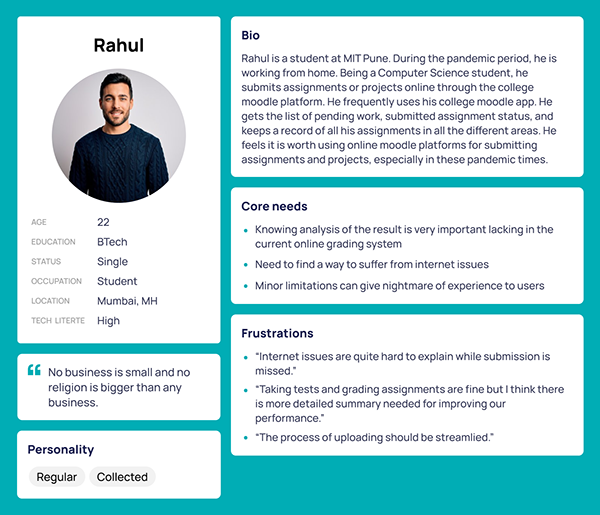 Rahul
AGE 22
EDUCATION BTech
STATUS Single
OCCUPATION Student
LOCATION Mumbai, MH
TECH LITERTE High
“ No business is small and no
religion is bigger than any
business.
Personality
Regular Collected
Bio
Rahul is a student at MIT Pune. During the pandemic period, he is
working from home. Being a Computer Science student, he
submits assignments or projects online through the college
moodle platform. He frequently uses his college moodle app. He
gets the list of pending work, submitted assignment status, and
keeps a record of all his assignments in all the different areas. He
feels it is worth using online moodle platforms for submitting
assignments and projects, especially in these pandemic times.
Core needs
• Knowing analysis of the result is very important lacking in the
current online grading system
• Need to find a way to suffer from internet issues
• Minor limitations can give nightmare of experience to users
Frustrations
• “Internet issues are quite hard to explain while submission is
missed.”
• “Taking tests and grading assignments are fine but I think there
is more detailed summary needed for improving our
performance.”
• “The process of uploading should be streamlied.”